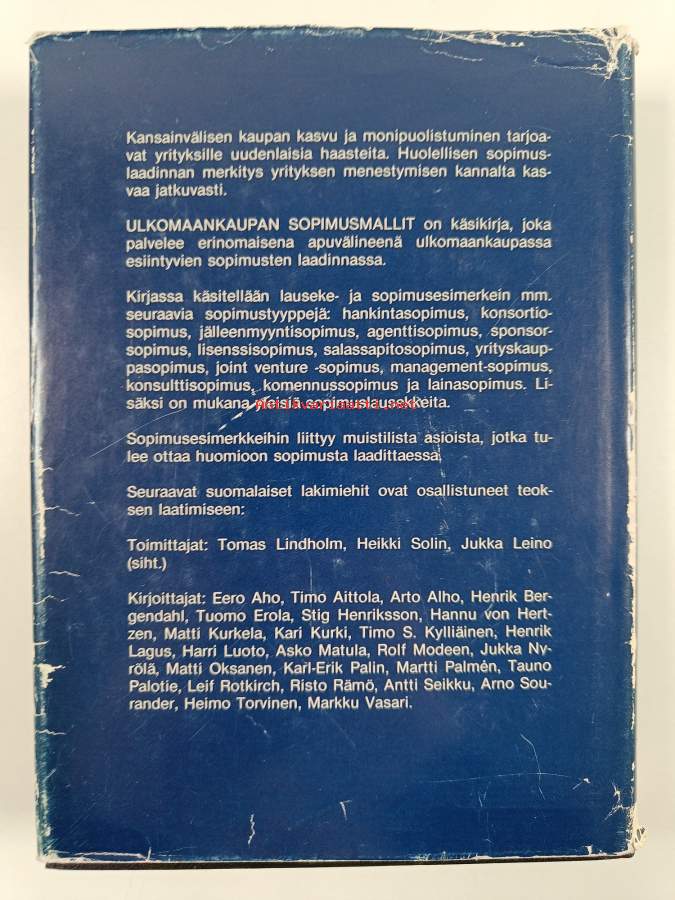 Kansainvälisen kaupan kasvu ja monipuolistuminen tarjoa-
vat yrityksille uudenlaisia haasteita. Huolellisen sopimus-
laadinnan merkitys yrityksen menestymisen kannalta kas-
vaa jatkuvasti.
ULKOMAANKAUPAN SOPIMUSMALLIT on käsikirja, joka
palvelee erinomaisena apuvälineenä ulkomaankaupassa
esiintyvien sopimusten laadinnassa.
Kirjassa käsitellään lauseke- ja sopimusesimerkein mm.
seuraavia sopimustyyppejä: hankintasopimus, konsortio-
sopimus, jälleenmyyntisopimus, agenttisopimus, sponsor-
sopimus, lisenssisopimus, salassapitosopimus, yrityskaup-
pasopimus, joint venture -sopimus, management-sopimus,
konsulttisopimus, komennussopimus ja lainasopimus. Li-
säksi on mukana yleisiä sopimuslausekkeita.
Sopimusesimerkkeihin liittyy muistilista asioista, jotka tu-
lee ottaa huomioon sopimusta laadittaessa.
Seuraavat suomalaiset lakimiehit ovat osallistuneet teok-
sen laatimiseen:
Toimittajat: Tomas Lindholm, Heikki Solin, Jukka Leino
(siht.)
Kirjoittajat: Eero Aho, Timo Aittola, Arto Alho, Henrik Ber-
gendahl, Tuomo Erola, Stig Henriksson, Hannu von Hert-
zen, Matti Kurkela, Kari Kurki, Timo S. Kylliäinen, Henrik
Lagus, Harri Luoto, Asko Matula, Rolf Modeen, Jukka Ny-
rölä, Matti Oksanen, Karl-Erik Palin, Martti Palmén, Tauno
Palotie, Leif Rotkirch, Risto Rämö, Antti Seikku, Arno Sou-
rander, Heimo Torvinen, Markku Vasari.